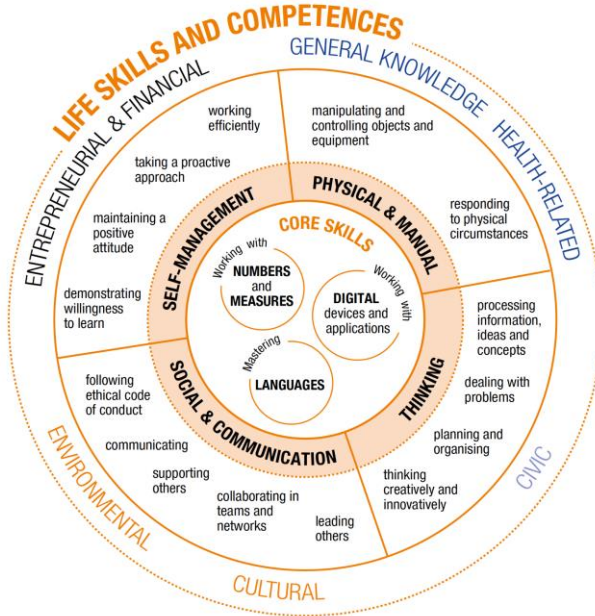 LIFE SKILLS AND COMPETENCES
ENTREPRENEURIAL & FINANCIAL
GENERAL KNOWLEDGE
HEALTH-RELATED
CIVIC
CULTURAL
ENVIRONMENTAL
SELF-MANAGEMENT
working
efficiently
taking a proactive
approach
maintaining a
positive
attitude
demonstrating
willingness
to learn
PHYSICAL & MANUAL
manipulating and
controlling objects and
equipment
responding
to physical
circumstances
THINKING
processing
information,
ideas and
concepts
dealing with
problems
planning and
organising
thinking
creatively and
innovatively
SOCIAL & COMMUNICATION
following
ethical code
of conduct
communicating
supporting
others
collaborating in
teams and
networks
leading
others
CORE SKILLS
Working with
NUMBERS
and
MEASURES
Working with
DIGITAL
devices and
applications
Mastering
LANGUAGES